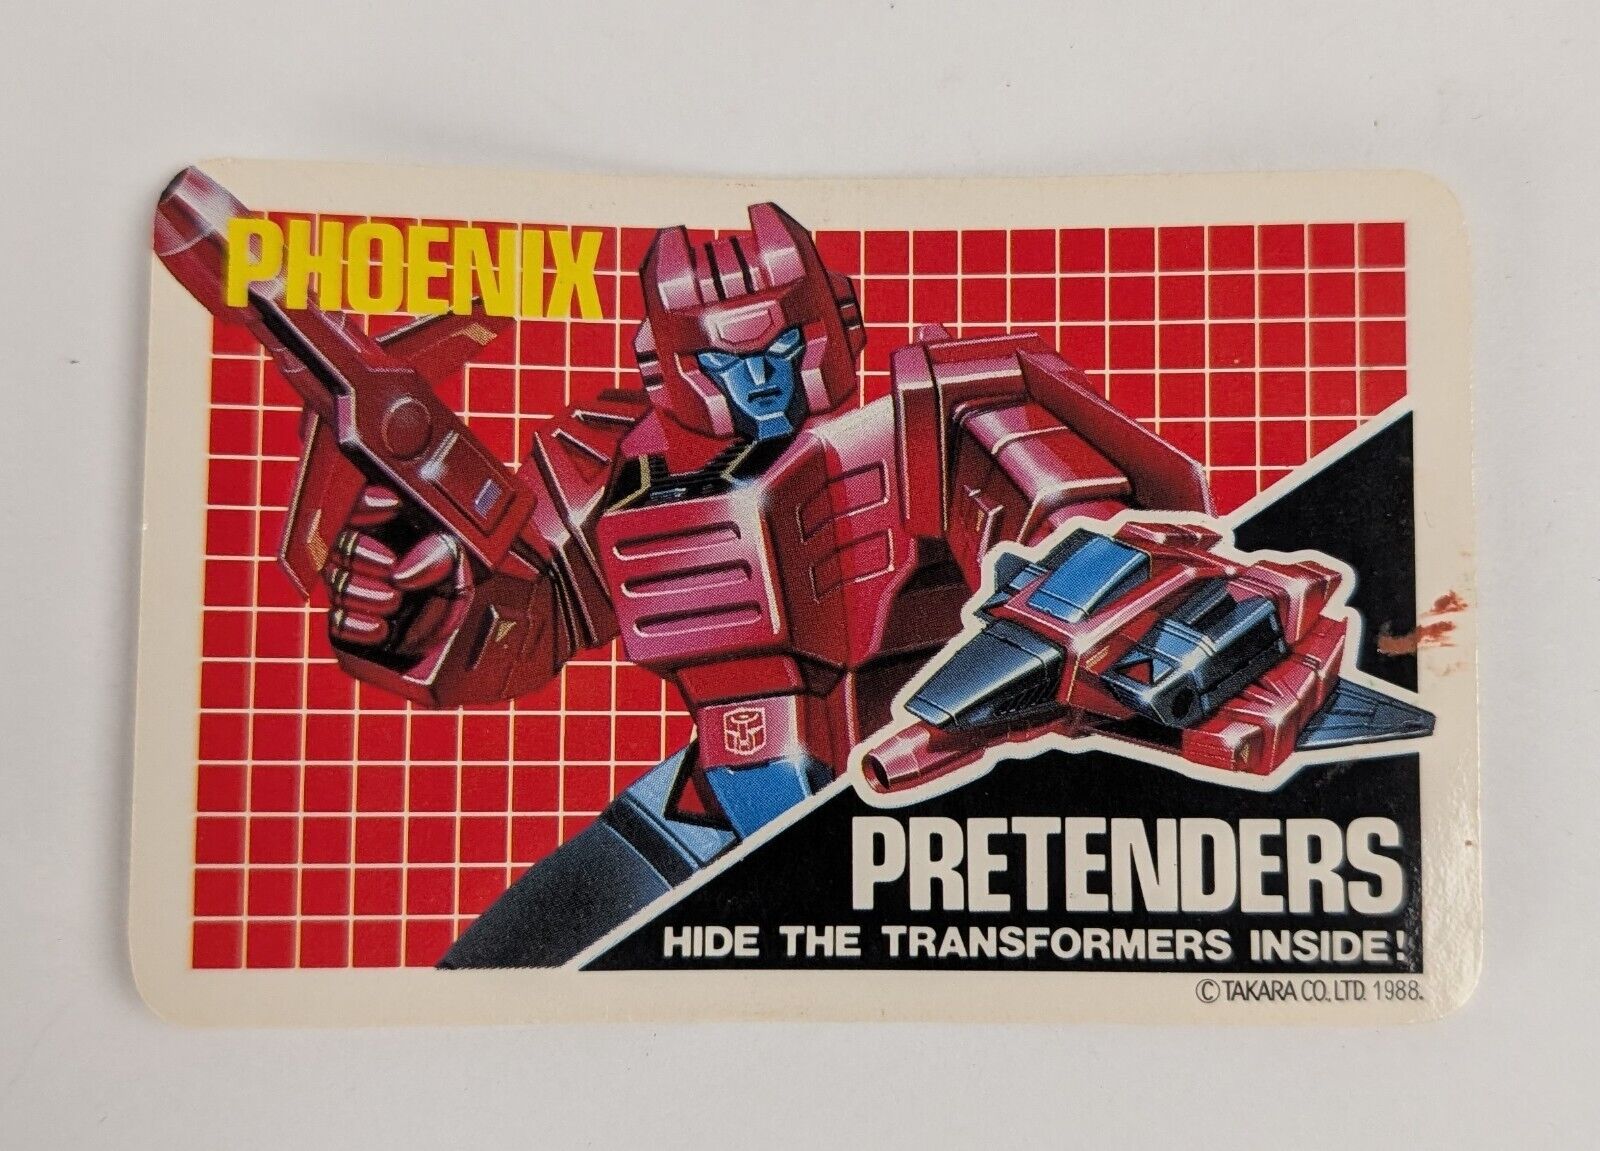 PHOENIX
PRETENDERS
HIDE THE TRANSFORMERS INSIDE!
©TAKARA CO., LTD. 1988.